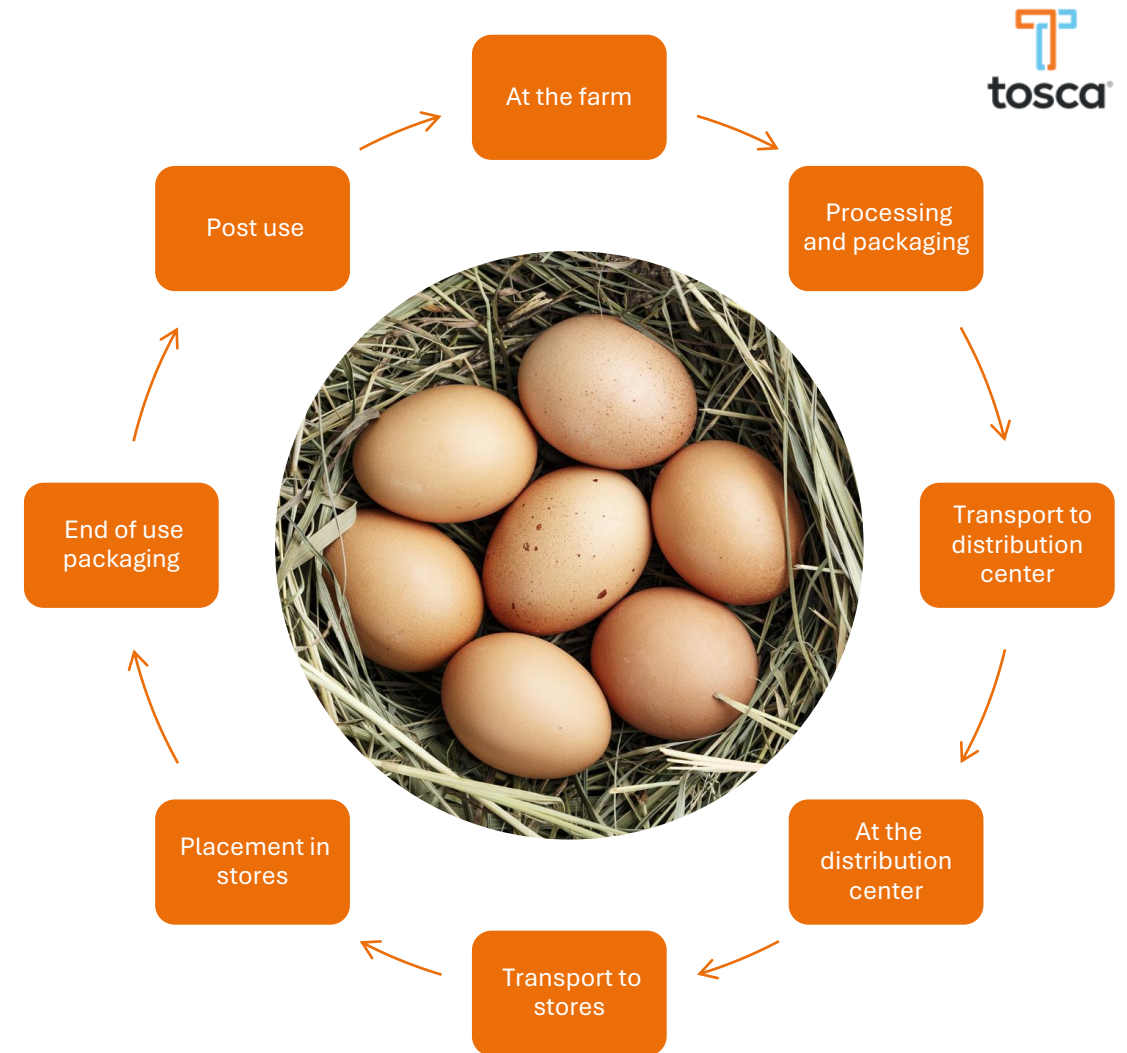 tosca®
At the farm
Processing
and packaging
Transport to
distribution
center
At the
distribution
center
Transport to
stores
Placement in
stores
End of use
packaging
Post use